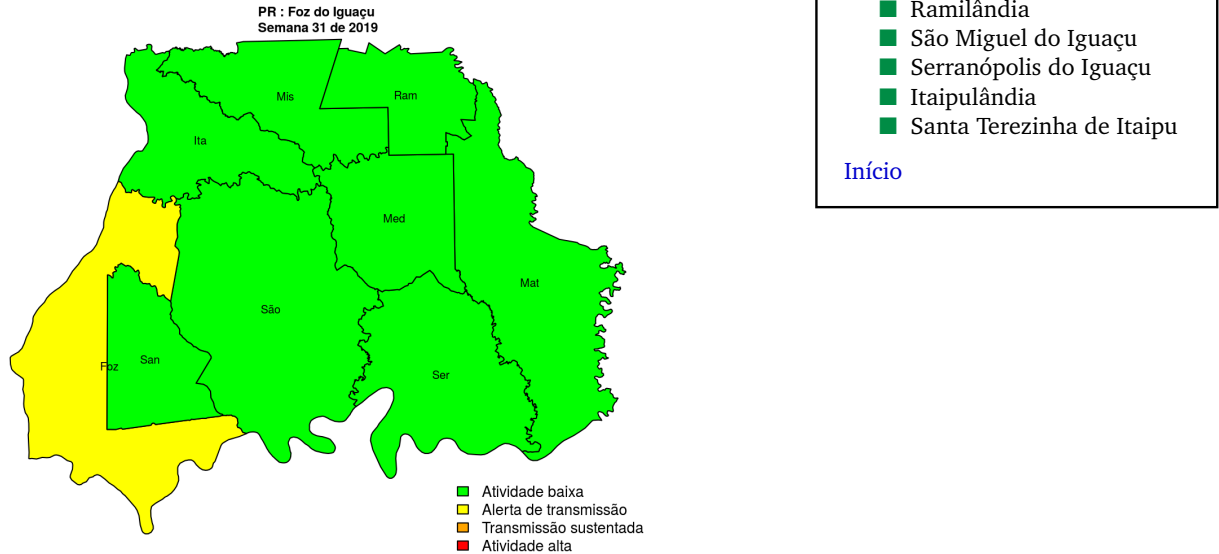 PR : Foz do Iguaçu
Semana 31 de 2019
Mis
Ram
Ita
Med
Mat
São
San
Foz
Ser
Atividade baixa
Alerta de transmissão
Transmissão sustentada
Atividade alta
Ramilândia
São Miguel do Iguaçu
Serranópolis do Iguaçu
Itaipulândia
Santa Terezinha de Itaipu
Início